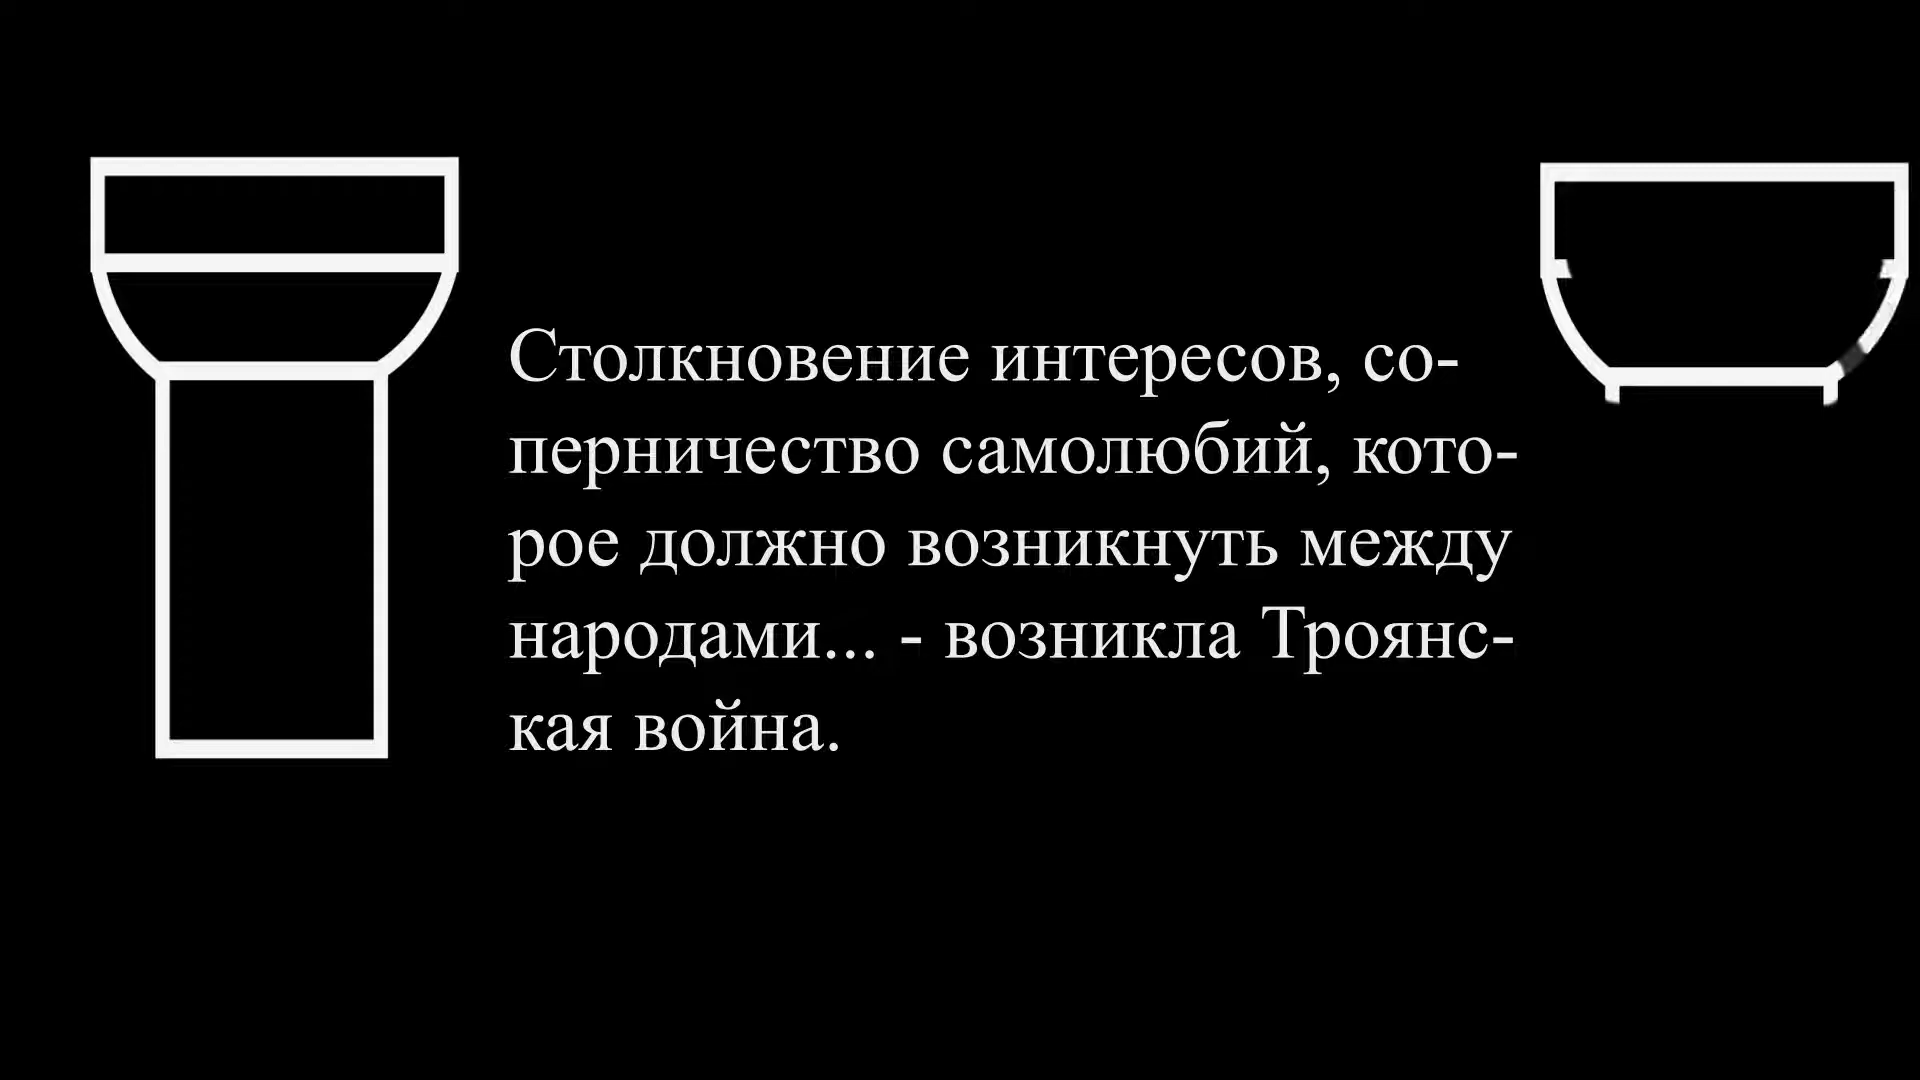 Столкновение интересов, со-
перничество самолюбий, кото-
рое должно возникнуть между
народами... - возникла Троянс-
кая война.